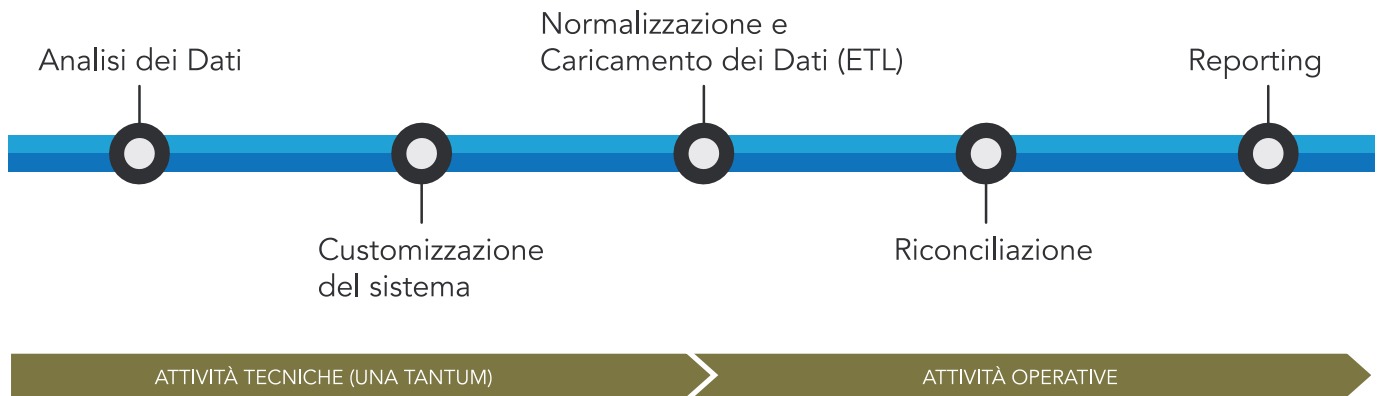 Analisi dei Dati
Normalizzazione e
Caricamento dei Dati (ETL)
Reporting
Customizzazione
del sistema
Riconciliazione
ATTIVITÀ TECNICHE (UNA TANTUM)
ATTIVITÀ OPERATIVE